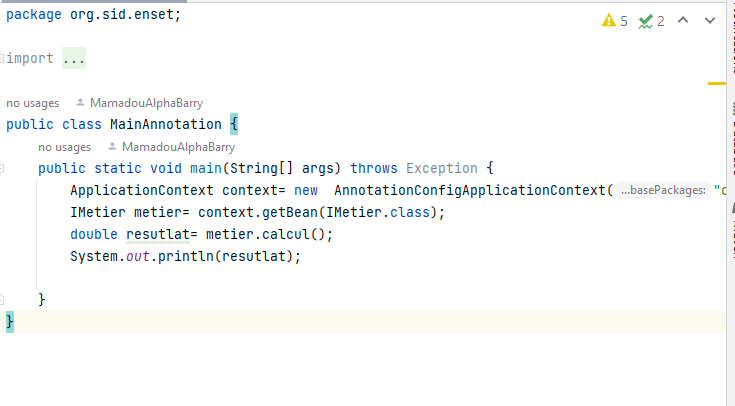 package org.sid.enset;
5 2
import ...
no usages MamadouAlphaBarry
public class MainAnnotation {
no usages MamadouAlphaBarry
public static void main(String[] args) throws Exception {
ApplicationContext context= new AnnotationConfigApplicationContext( ...basePackages: "
IMetier metier= context.getBean(IMetier.class);
double resutlat= metier.calcul();
System.out.println(resutlat);
}
}